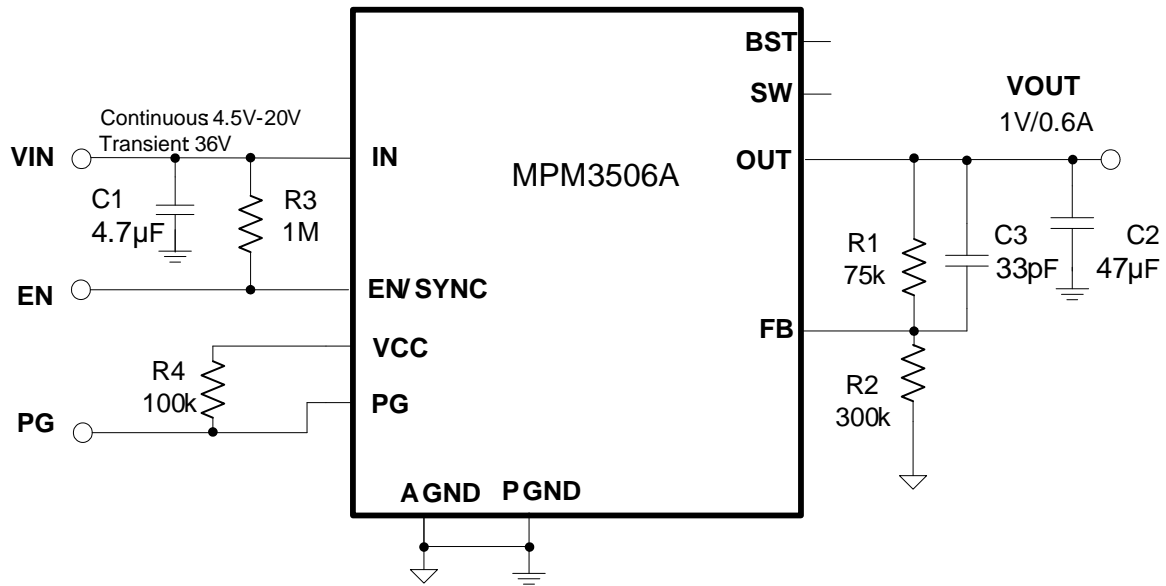 BST
SW
VOUT
1V/0.6A
Continuous: 4.5V-20V
Transient: 36V
VIN
IN
MPM3506A
OUT
C1
4.7µF
R3
1M
R1
75k
C3
33pF
C2
47µF
EN
EN/SYNC
FB
VCC
R4
100k
PG
PG
R2
300k
AGND
PGND